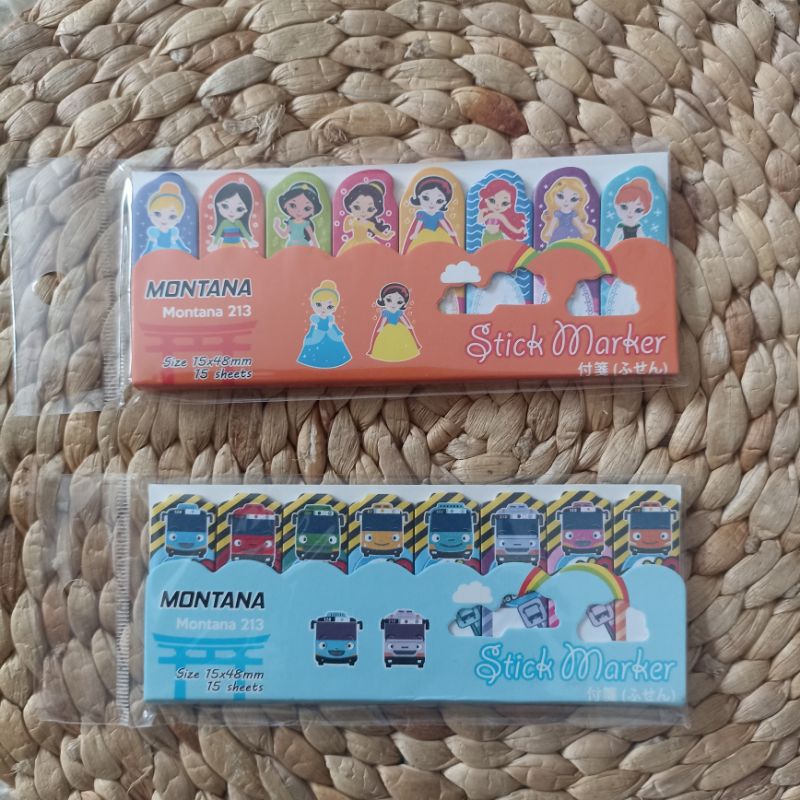 MONTANA
Montana 213
Size 15x48mm
15 sheets
Stick Marker
付箋 (ふせん)
MONTANA
Montana 213
Size 15x48mm
15 sheets
Stick Marker
付箋 (ふせん)